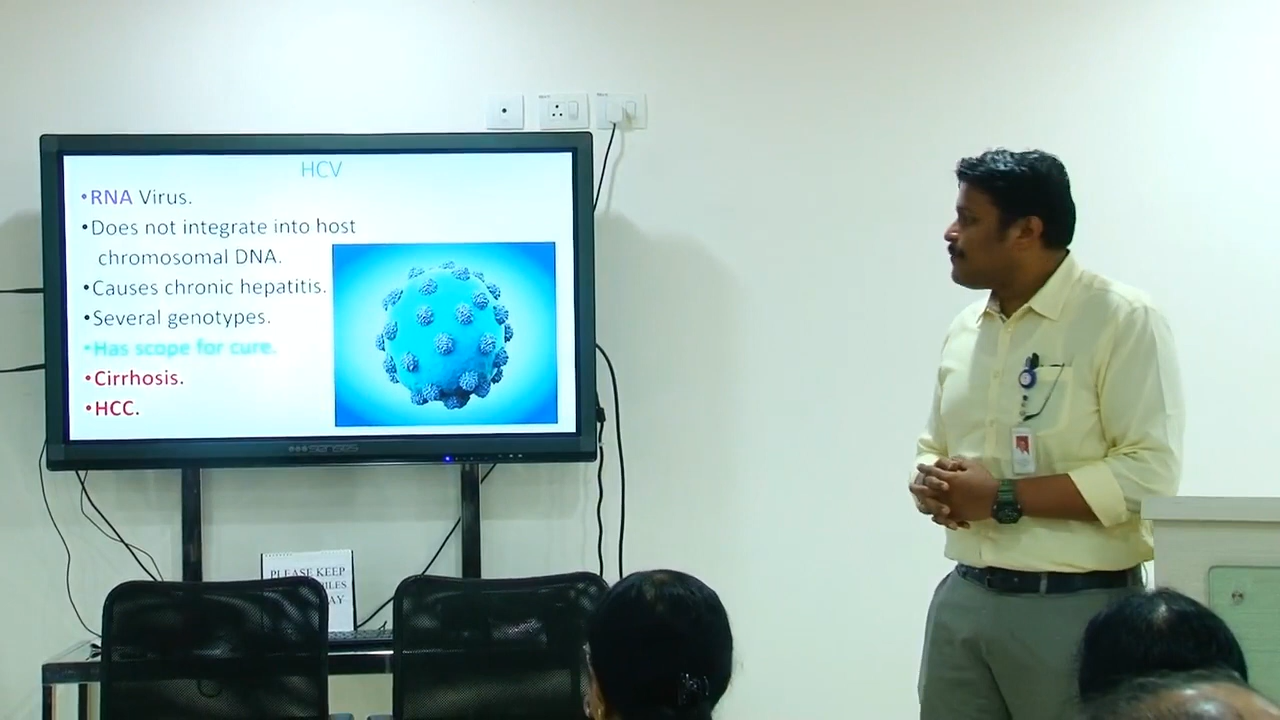 HCV
•RNA Virus.
•Does not integrate into host
chromosomal DNA.
•Causes chronic hepatitis.
•Several genotypes.
•Has scope for cure.
•Cirrhosis.
•HCC.
senses
PLEASE KEEP